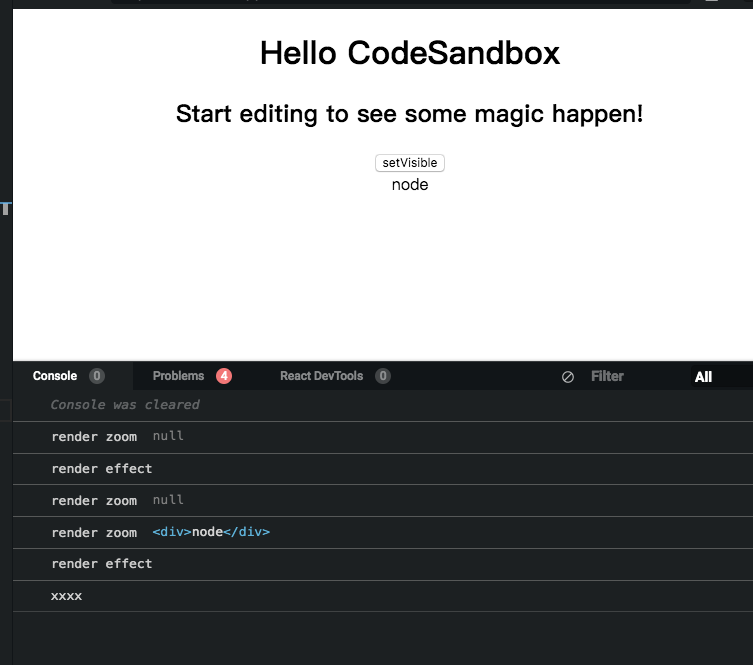 Hello CodeSandbox
Start editing to see some magic happen!
setVisible
node
Console 0 Problems 4 React DevTools 0 Filter All
Console was cleared
render zoom null
render effect
render zoom null
render zoom <div>node</div>
render effect
xxxx